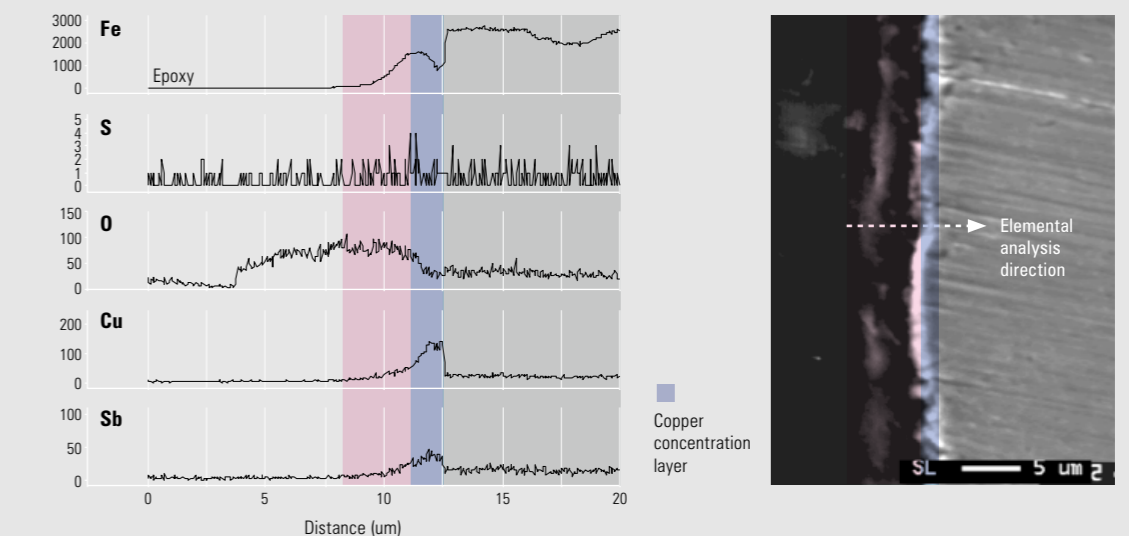 Fe
3000
2000
1000
0
Epoxy
S
5
4
3
2
1
0
O
150
100
50
0
Cu
200
100
0
Sb
100
50
0
0 5 10 15 20
Distance (um)
Copper
concentration
layer
Elemental
analysis
direction
SL 5 um 2